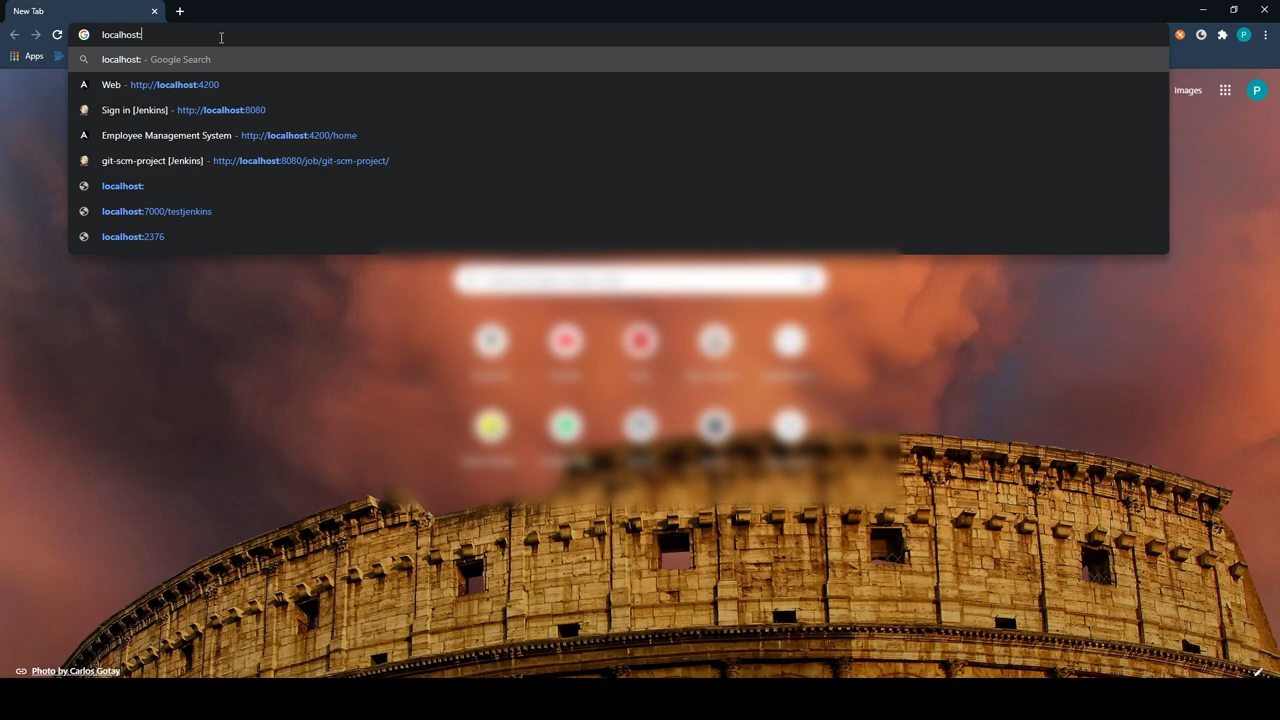 New Tab
localhost:
localhost: - Google Search
Apps
Web - http://localhost:4200
Sign in [Jenkins] - http://localhost:8080
Images
P
P
Employee Management System - http://localhost:4200/home
git-scm-project [Jenkins] - http://localhost:8080/job/git-scm-project/
localhost:
localhost:7000/testjenkins
localhost:2376
Photo by Carlos Gotay